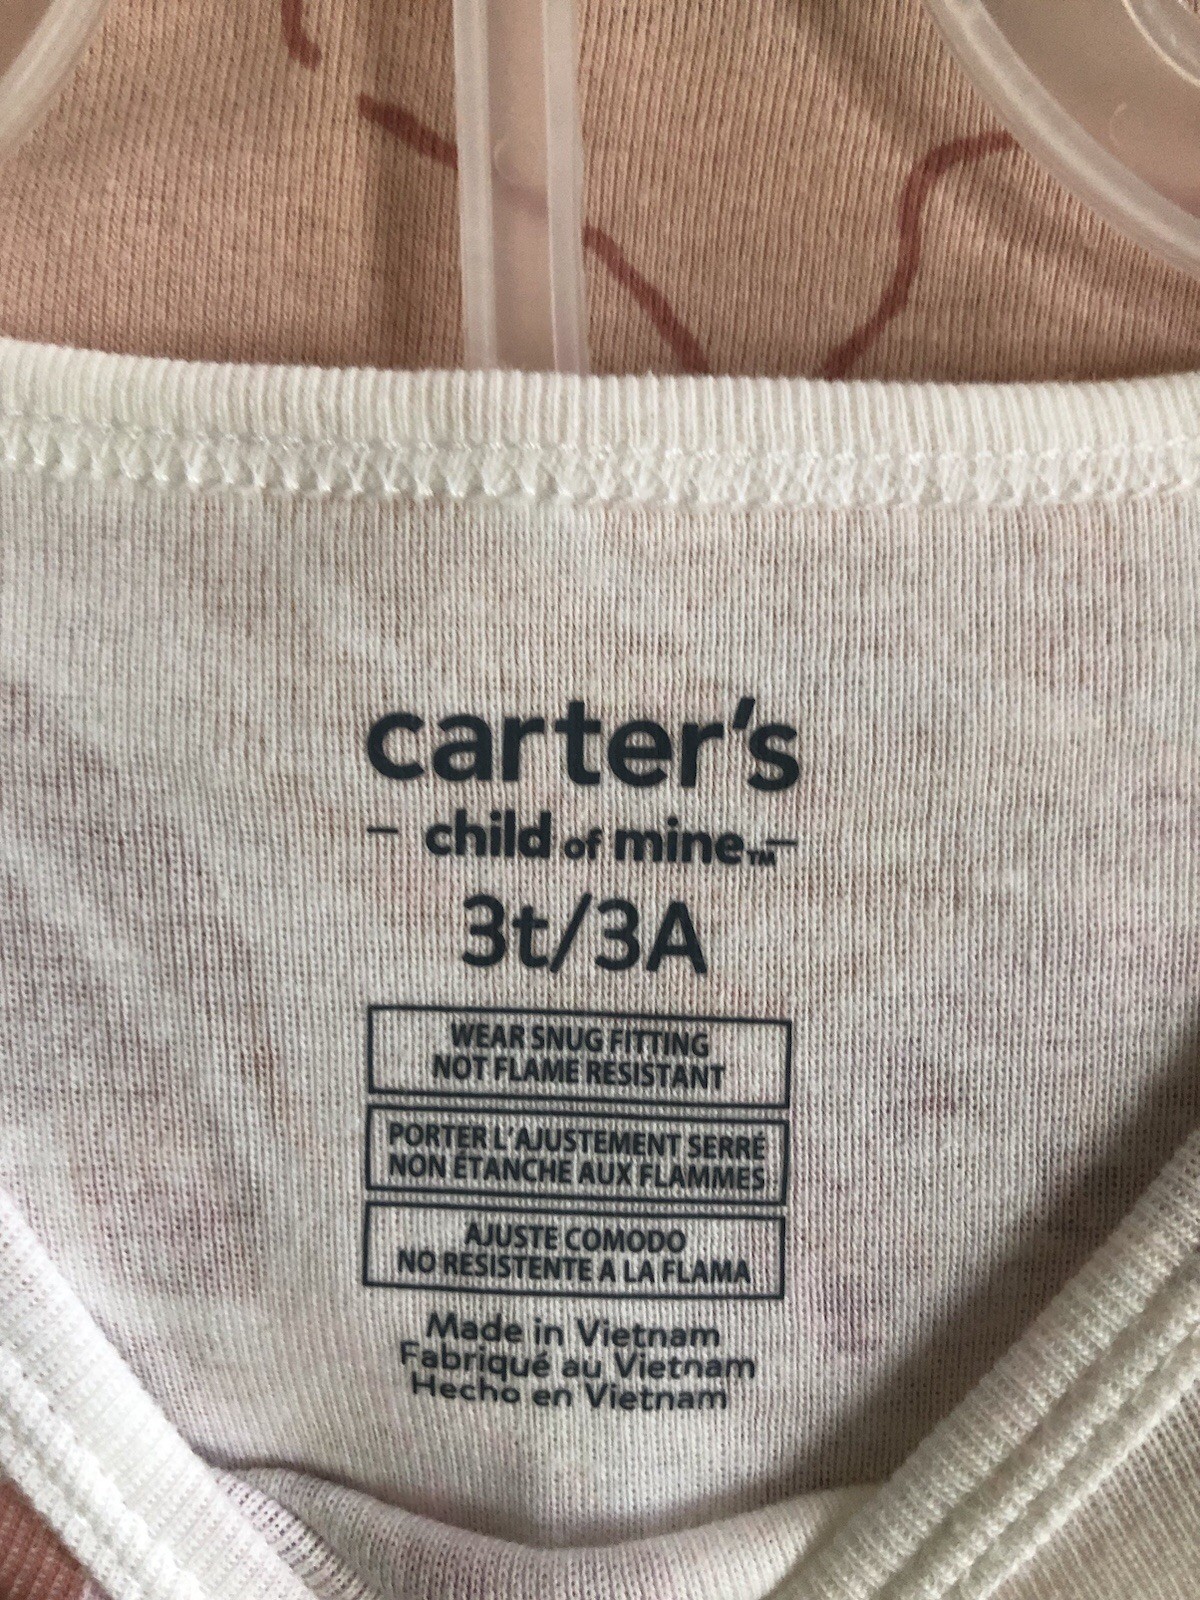 carter's
- child of mine™ -
3t/3A
WEAR SNUG FITTING
NOT FLAME RESISTANT
PORTER L'AJUSTEMENT SERRÉ
NON ÉTANCHE AUX FLAMMES
AJUSTE COMODO
NO RESISTENTE A LA FLAMA
Made in Vietnam
Fabriqué au Vietnam
Hecho en Vietnam